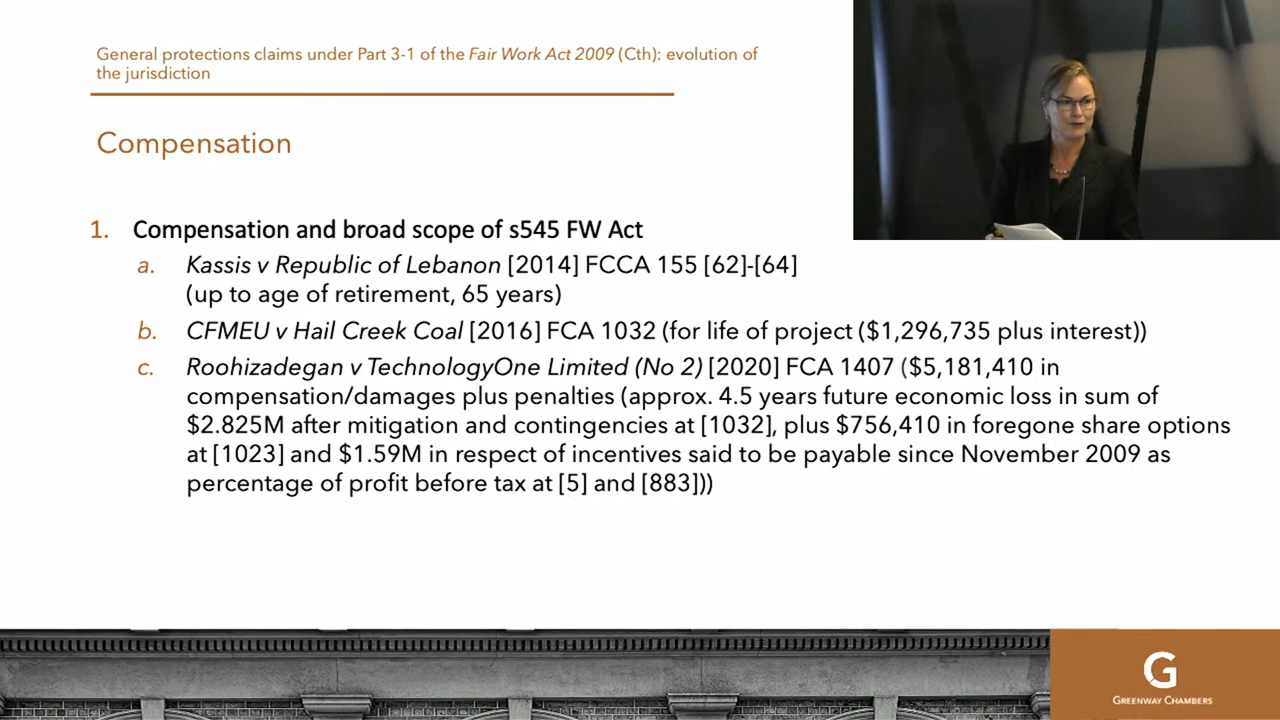 General protections claims under Part 3-1 of the Fair Work Act 2009 (Cth): evolution of
the jurisdiction
Compensation
1. Compensation and broad scope of s545 FW Act
a. Kassis v Republic of Lebanon [2014] FCCA 155 [62]-[64]
(up to age of retirement, 65 years)
b. CFMEU v Hail Creek Coal [2016] FCA 1032 (for life of project ($1,296,735 plus interest))
c. Roohizadegan v TechnologyOne Limited (No 2) [2020] FCA 1407 ($5,181,410 in
compensation/damages plus penalties (approx. 4.5 years future economic loss in sum of
$2.825M after mitigation and contingencies at [1032], plus $756,410 in foregone share options
at [1023] and $1.59M in respect of incentives said to be payable since November 2009 as
percentage of profit before tax at [5] and [883]))
G
GREENWAY CHAMBERS